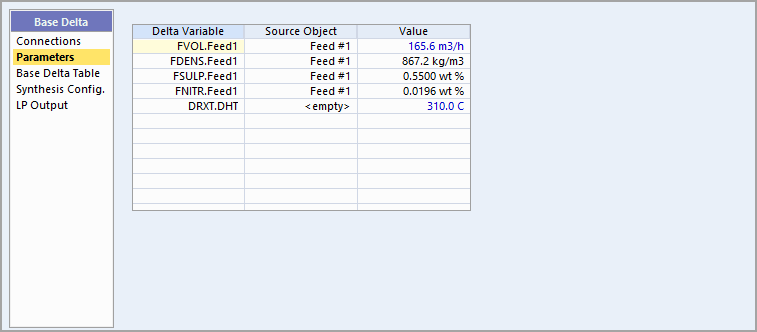 Base Delta
Connections
Parameters
Base Delta Table
Synthesis Config.
LP Output
Delta Variable Source Object Value
FVOL.Feed1 Feed #1 165.6 m3/h
FDENS.Feed1 Feed #1 867.2 kg/m3
FSULP.Feed1 Feed #1 0.5500 wt %
FNITR.Feed1 Feed #1 0.0196 wt %
DRXT.DHT <empty> 310.0 C